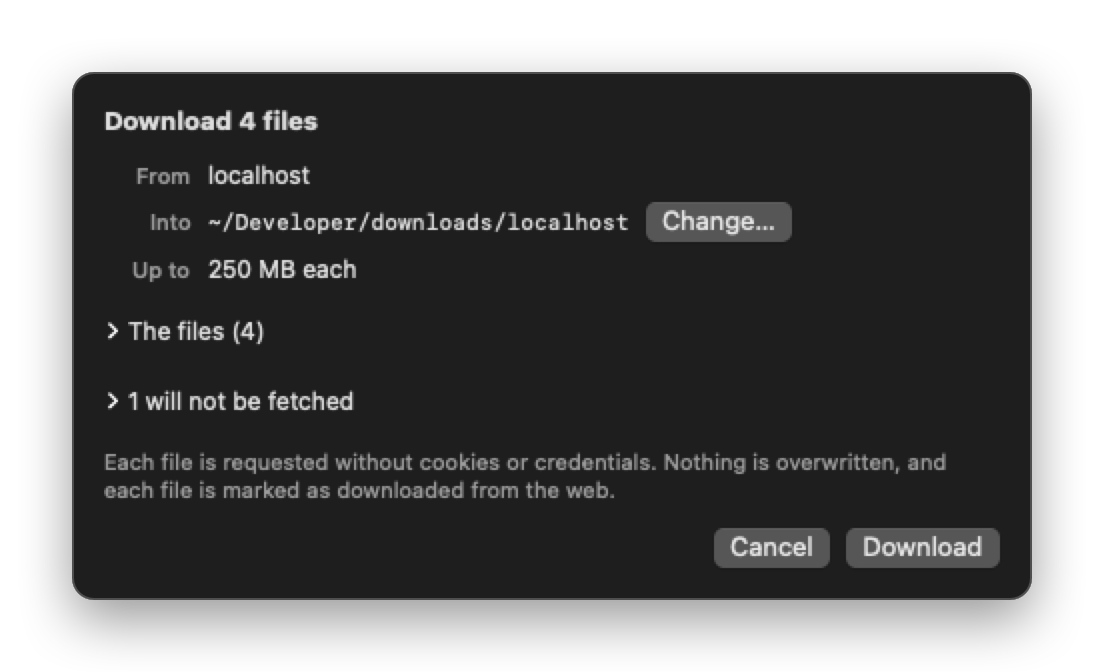 Download 4 files
From localhost
Into ~/Developer/downloads/localhost Change...
Up to 250 MB each
The files (4)
1 will not be fetched
Each file is requested without cookies or credentials. Nothing is overwritten, and
each file is marked as downloaded from the web.
Cancel Download